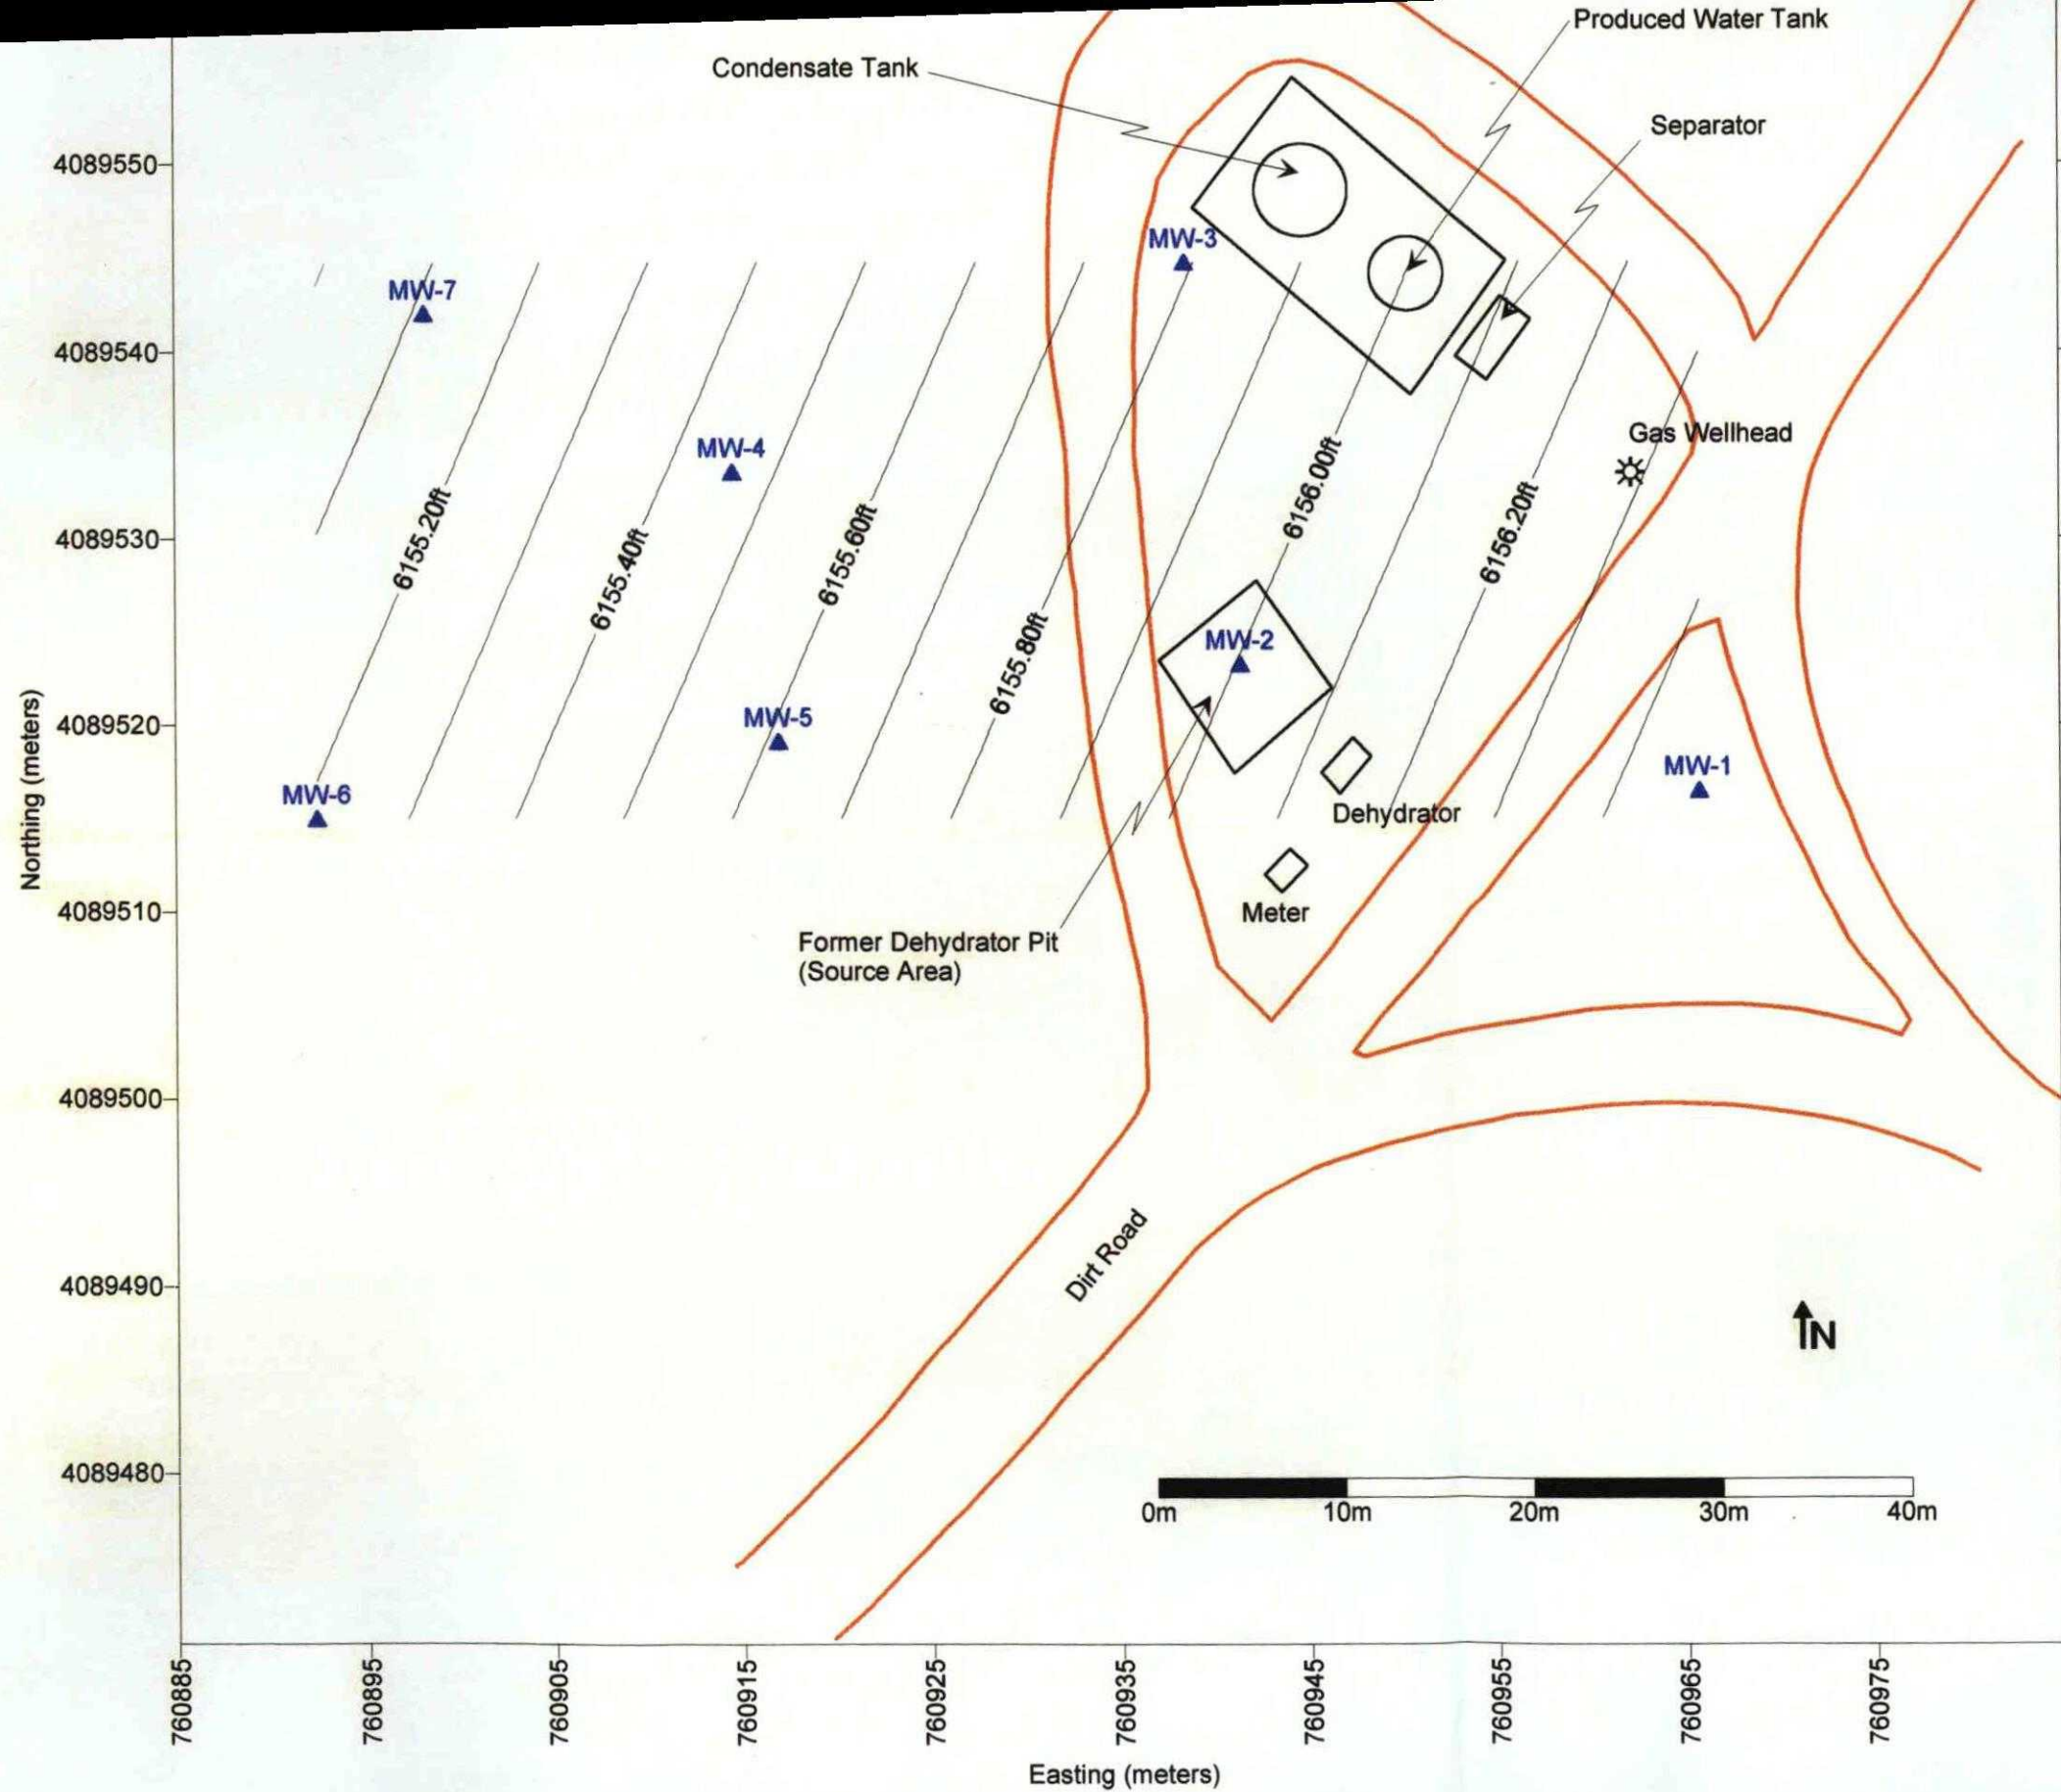 Produced Water Tank
Condensate Tank
Separator
4089550
MW-3
MW-7
4089540
Gas Wellhead
MW-4
6156.00ft
6155.20ft
6156.20ft
6155.60ft
4089530
6155.40ft
MW-2
6155.80ft
MW-5
4089520
MW-1
MW-6
Dehydrator
Northing (meters)
4089510
Meter
Former Dehydrator Pit
(Source Area)
4089500
Dirt Road
4089490
N
4089480
0m 10m 20m 30m 40m
760885 760895 760905 760915 760925 760935 760945 760955 760965 760975
Easting (meters)